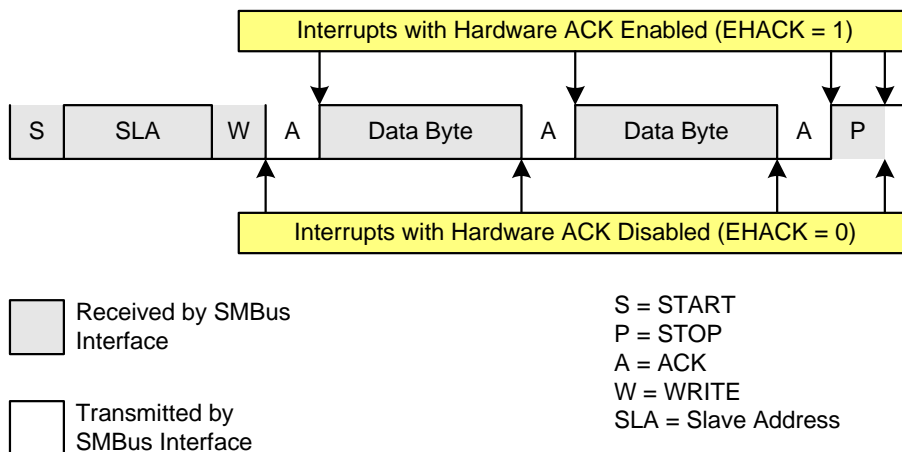 Interrupts with Hardware ACK Enabled (EHACK = 1)
S SLA W A Data Byte A Data Byte A P
Interrupts with Hardware ACK Disabled (EHACK = 0)
Received by SMBus
Interface
Transmitted by
SMBus Interface
S = START
P = STOP
A = ACK
W = WRITE
SLA = Slave Address